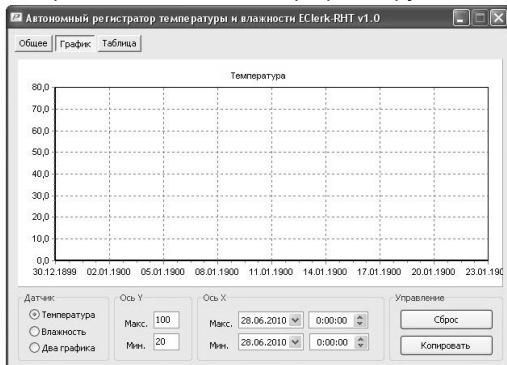 Автономный регистратор температуры и влажности EClerk-RHT v1.0
Общее График Таблица
Температура
80,0
70,0
60,0
50,0
40,0
30,0
20,0
10,0
0,0
30.12.1899 02.01.1900 05.01.1900 08.01.1900 11.01.1900 14.01.1900 17.01.1900 20.01.1900 23.01.190
Датчик Ось Y Ось X Управление
Температура Макс. 100 Макс. 28.06.2010 0:00:00 Сброс
Влажность
Два графика Мин. 20 Мин. 28.06.2010 0:00:00 Копировать